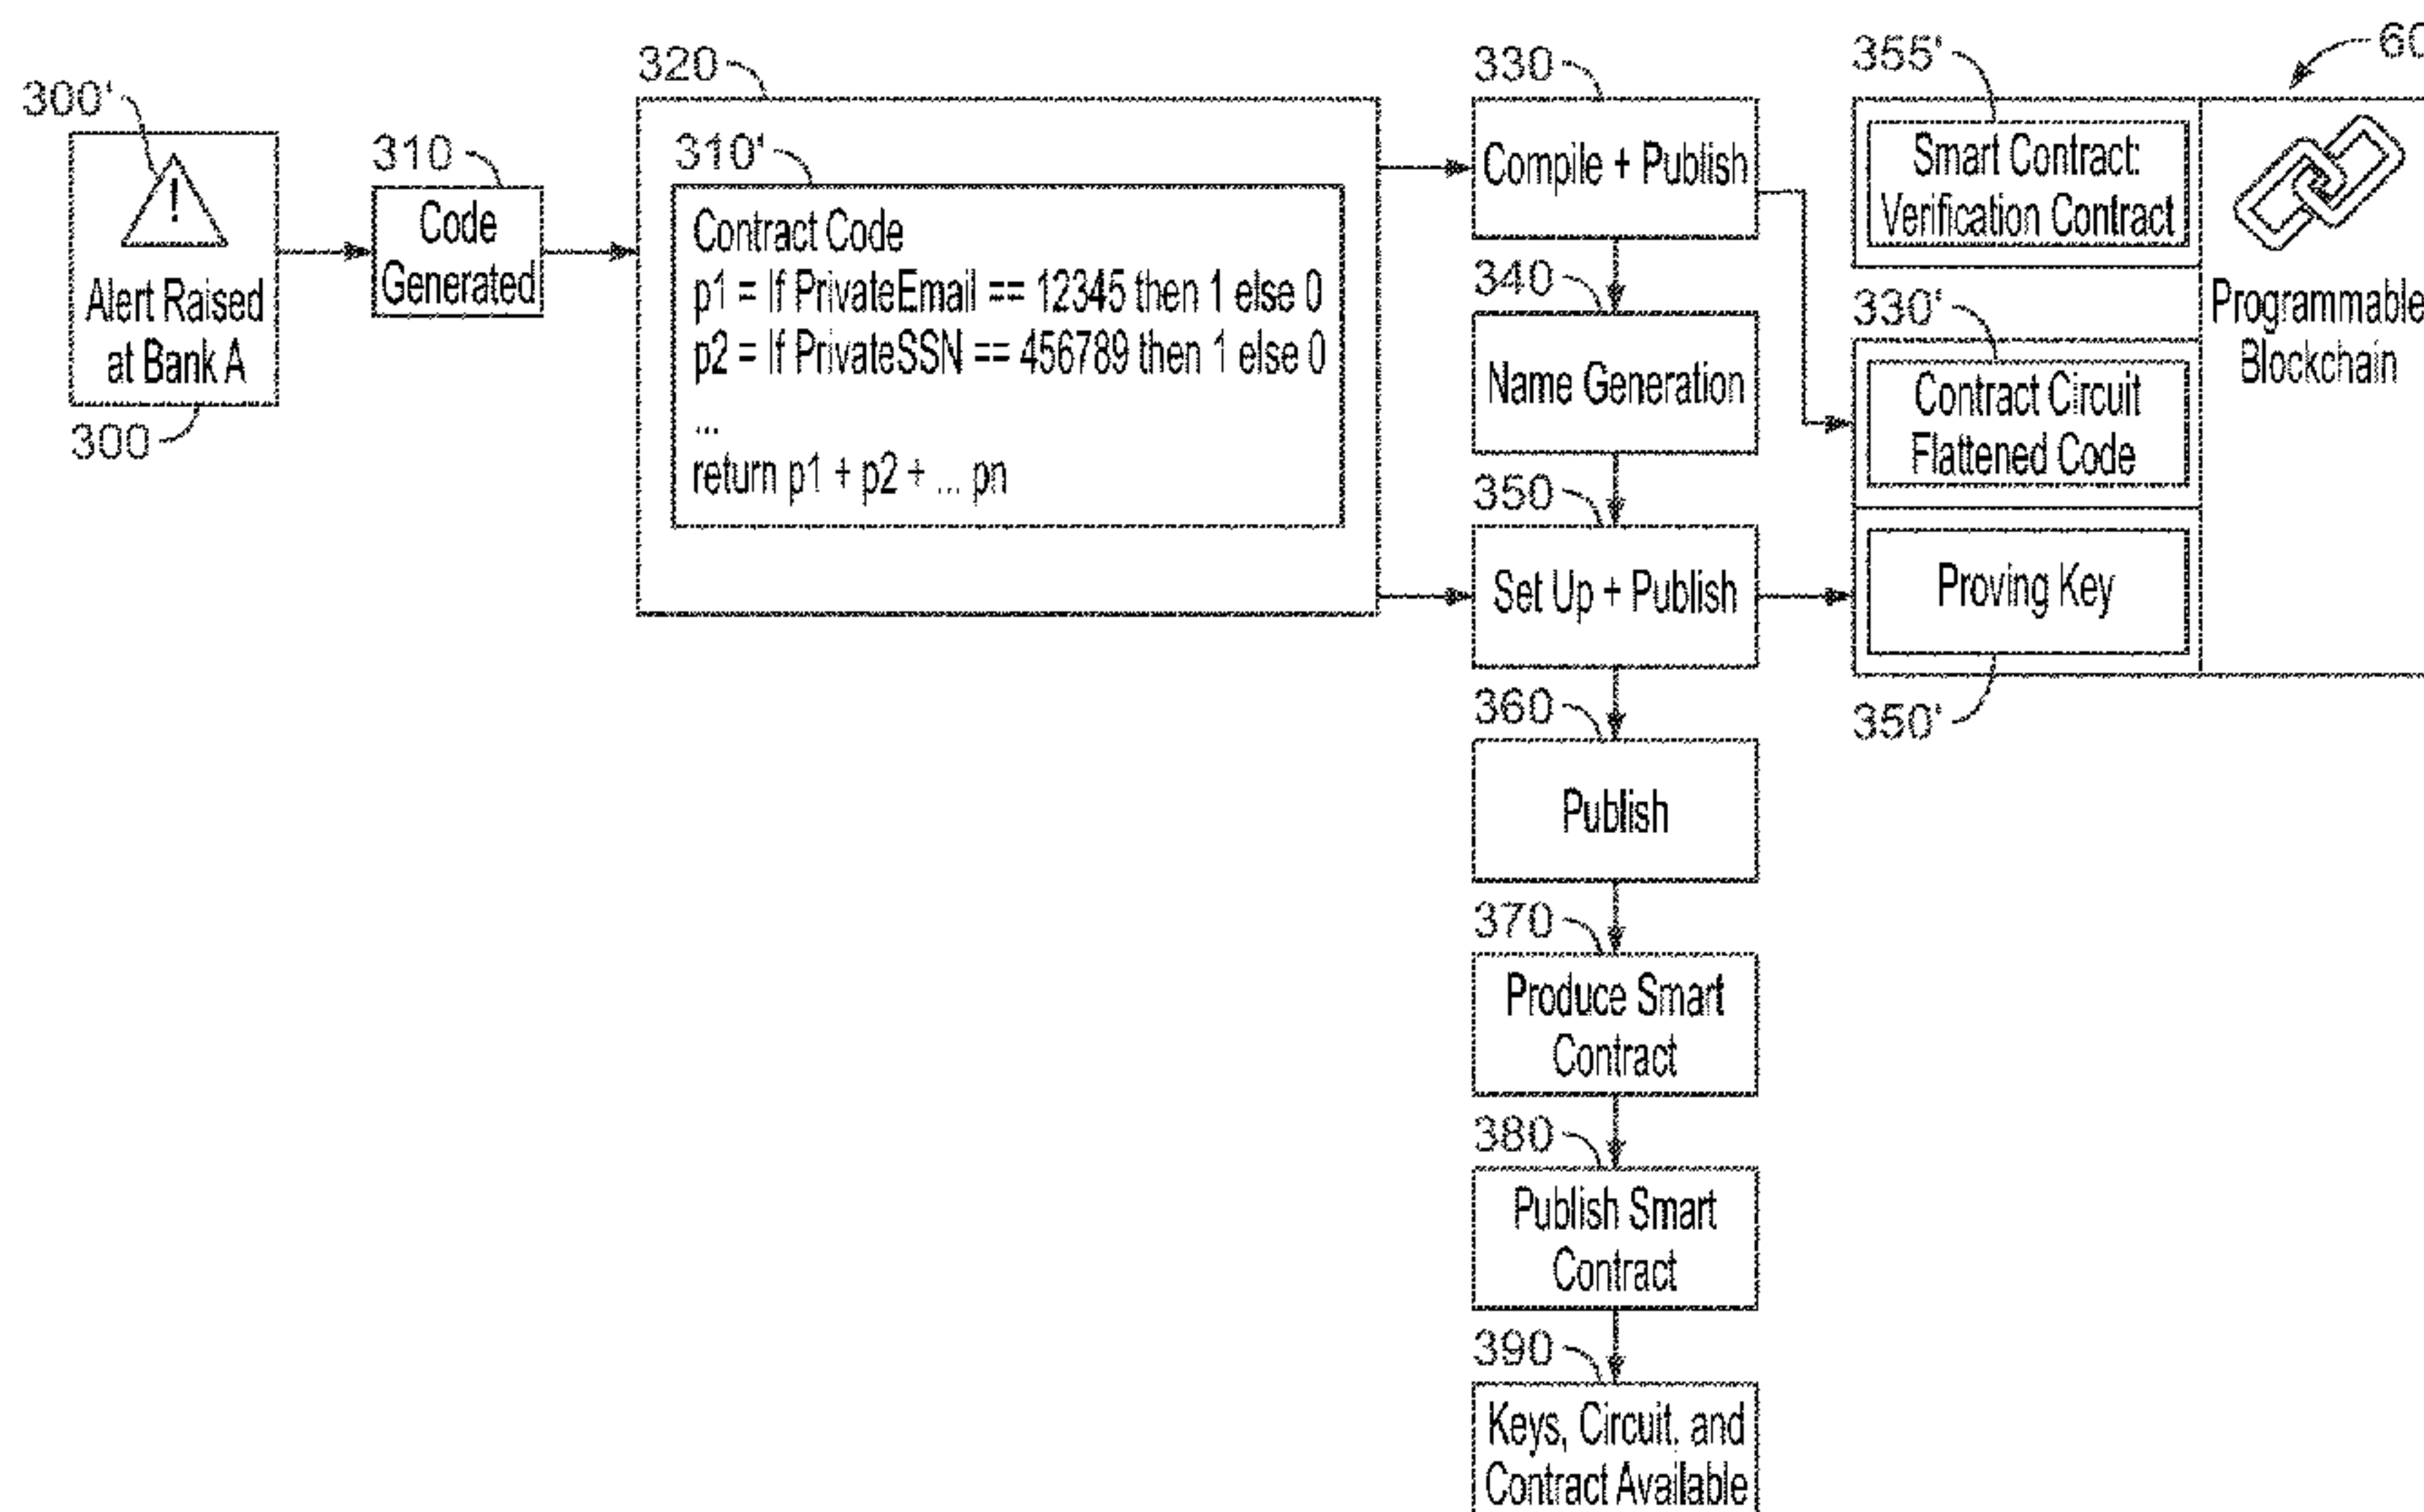 300'
Alert Raised
at Bank A
300
310
Code
Generated
320
310'
Contract Code
p1 = If PrivateEmail == 12345 then 1 else 0
p2 = If PrivateSSN == 456789 then 1 else 0
...
return p1 + p2 + ... pn
330
Compile + Publish
340
Name Generation
350
Set Up + Publish
360
Publish
370
Produce Smart
Contract
380
Publish Smart
Contract
390
Keys, Circuit, and
Contract Available
355'
Smart Contract:
Verification Contract
330'
Contract Circuit
Flattened Code
Proving Key
350'
60
Programmable
Blockchain